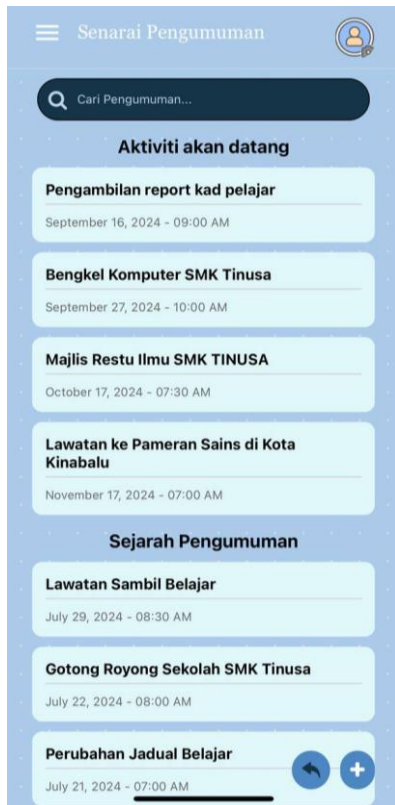 Senarai Pengumuman
Cari Pengumuman...
Aktiviti akan datang
Pengambilan report kad pelajar
September 16, 2024 - 09:00 AM
Bengkel Komputer SMK Tinusa
September 27, 2024 - 10:00 AM
Majlis Restu Ilmu SMK TINUSA
October 17, 2024 - 07:30 AM
Lawatan ke Pameran Sains di Kota
Kinabalu
November 17, 2024 - 07:00 AM
Sejarah Pengumuman
Lawatan Sambil Belajar
July 29, 2024 - 08:30 AM
Gotong Royong Sekolah SMK Tinusa
July 22, 2024 - 08:00 AM
Perubahan Jadual Belajar
July 21, 2024 - 07:00 AM